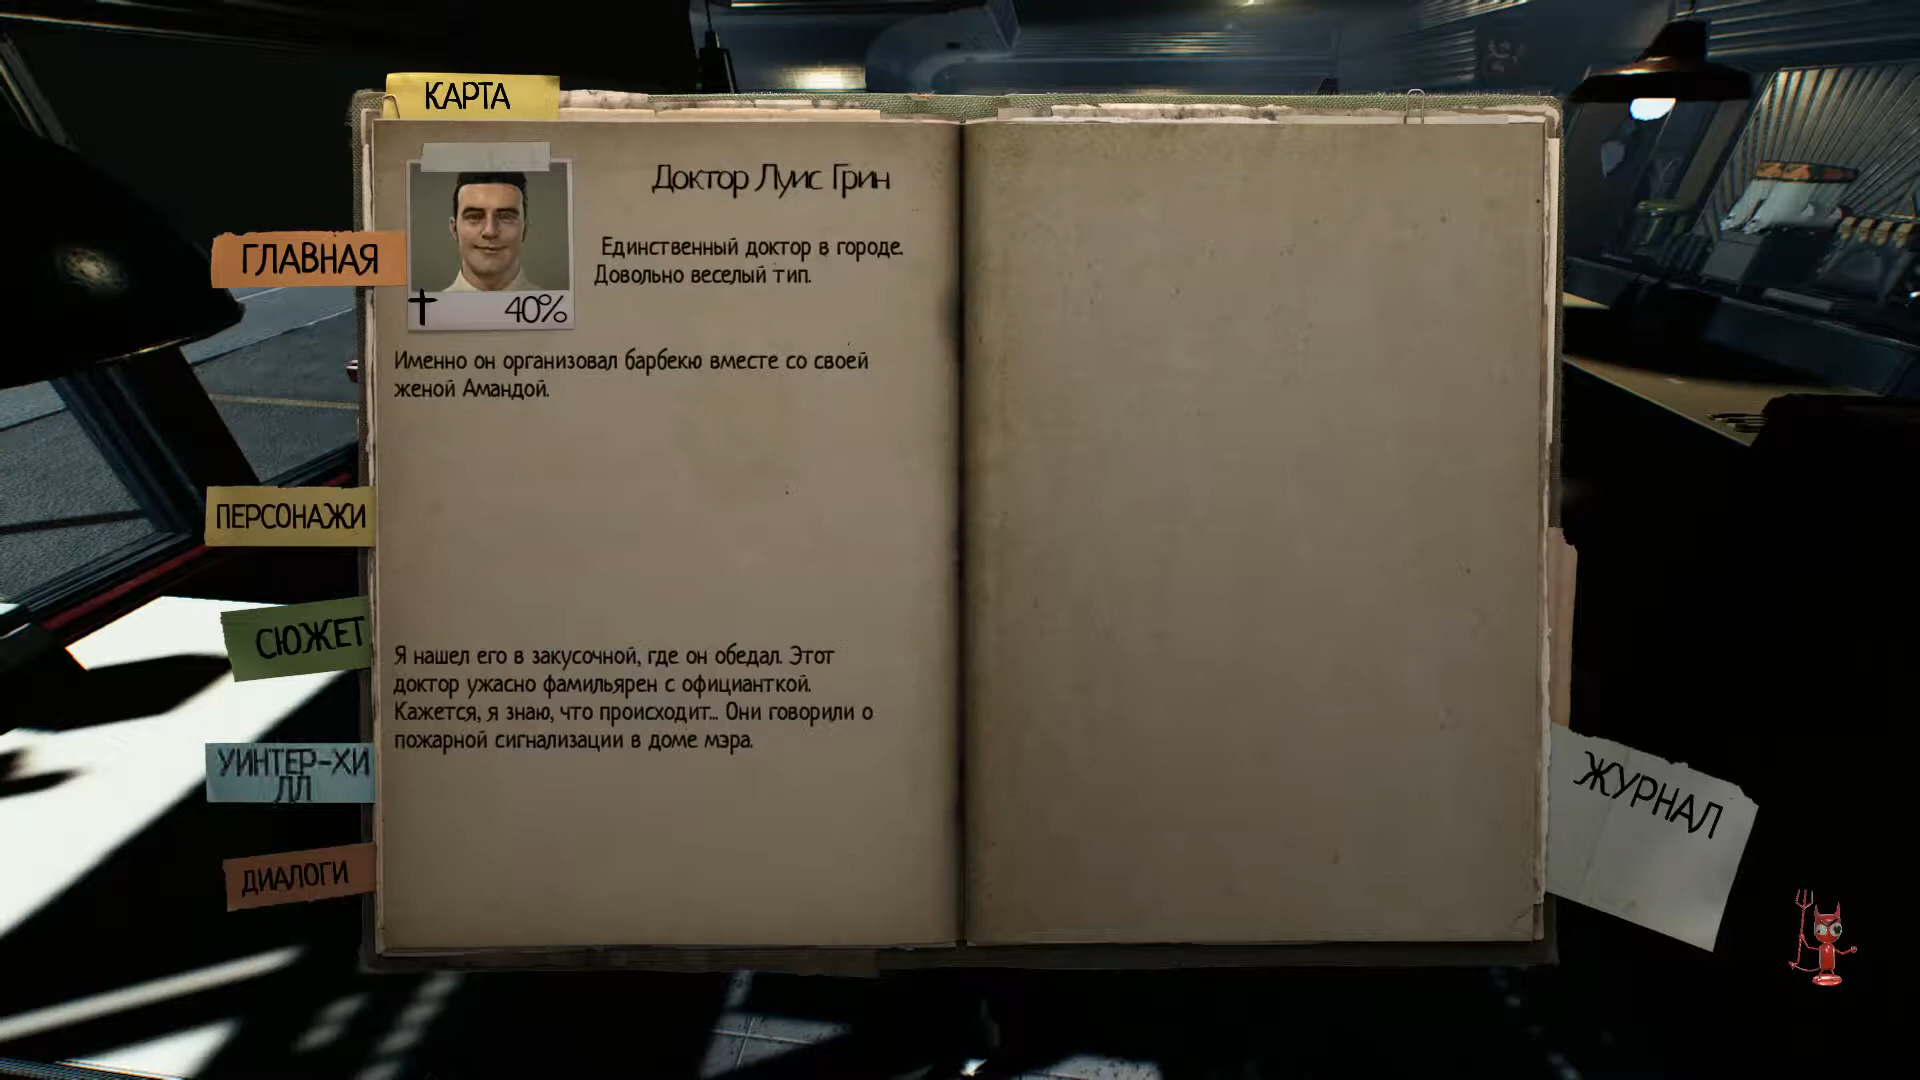 КАРТА
Доктор Луис Грин
Единственный доктор в городе.
Довольно веселый тип.
ГЛАВНАЯ
40%
Именно он организовал барбекю вместе со своей
женой Амандой.
ПЕРСОНАЖИ
СЮЖЕТ
Я нашел его в закусочной, где он обедал. Этот
доктор ужасно фамильярен с официанткой.
Кажется, я знаю, что происходит... Они говорили о
пожарной сигнализации в доме мэра.
УИНТЕР-ХИ
ЛЛ
ЖУРНАЛ
ДИАЛОГИ